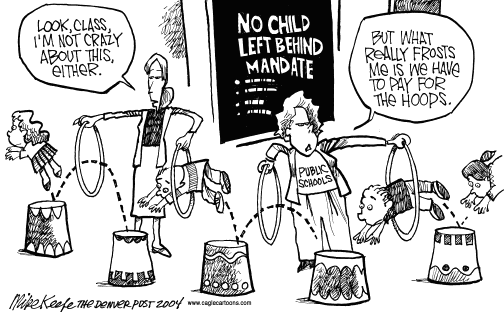 LOOK, CLASS,
I'M NOT CRAZY
ABOUT THIS,
EITHER.
NO CHILD
LEFT BEHIND
MANDATE
BUT WHAT
REALLY FROSTS
ME IS WE HAVE
TO PAY FOR
THE HOOPS.
PUBLIC
SCHOOLS
MIKE KEEFE THE DENVER POST 2004
www.caglecartoons.com